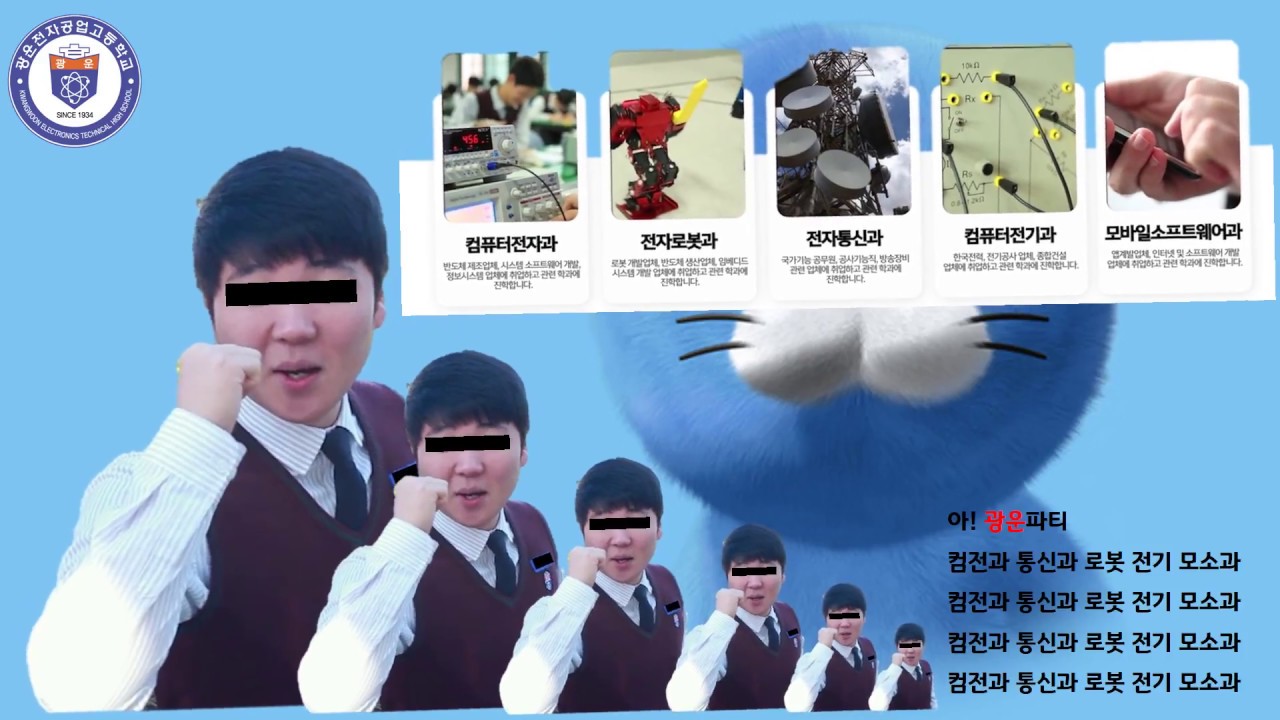 광운전자공업고등학교
광운
SINCE 1934
KWANGWOON ELECTRONICS TECHNICAL HIGH SCHOOL
456
10kΩ
Rx
Rs
컴퓨터전자과
반도체 제조업체, 시스템 소프트웨어 개발,
정보시스템 업체에 취업하고 관련 학과에
진학합니다.
전자로봇과
로봇 개발업체, 반도체 생산업체, 임베디드
시스템 개발 업체에 취업하고 관련 학과에
진학합니다.
전자통신과
국가기능 공무원, 공사기능직, 방송장비
관련 업체에 취업하고 관련 학과에
진학합니다.
컴퓨터전기과
한국전력, 전기공사 업체, 종합건설
업체에 취업하고 관련 학과에 진학합니다.
모바일소프트웨어과
앱개발업체, 인터넷 및 소프트웨어 개발
업체에 취업하고 관련 학과에 진학합니다.
아! 광운파티
컴전과 통신과 로봇 전기 모소과
컴전과 통신과 로봇 전기 모소과
컴전과 통신과 로봇 전기 모소과
컴전과 통신과 로봇 전기 모소과